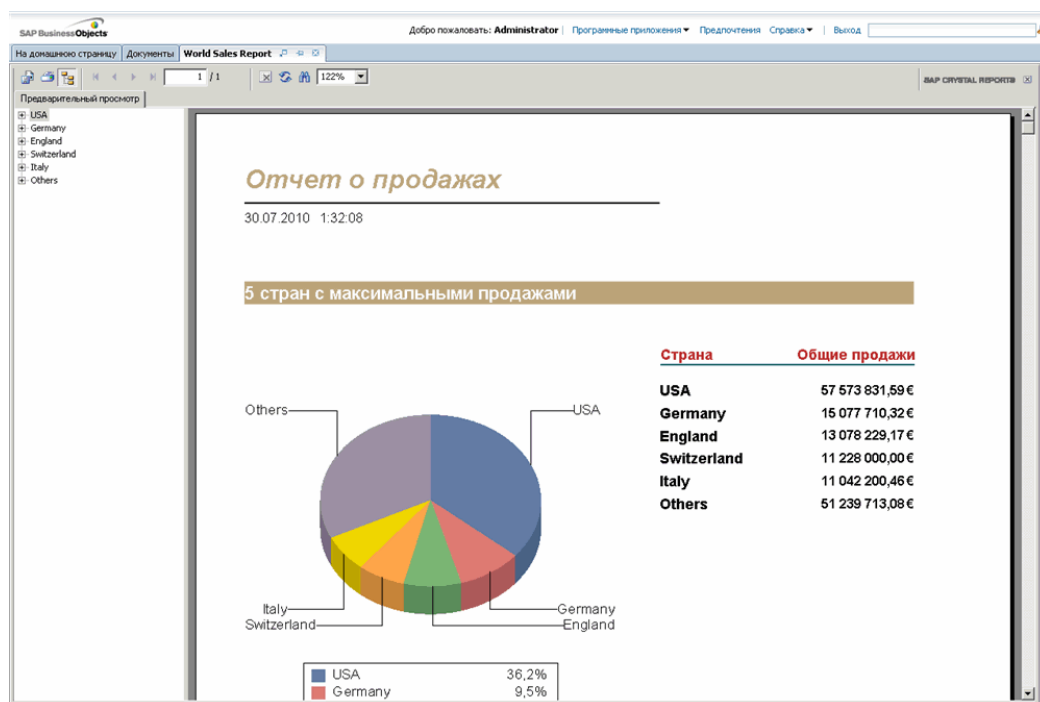 SAP BusinessObjects
Добро пожаловать: Administrator | Программные приложения Предпочтения Справка | Выход
На домашнюю страницу Документы World Sales Report
1 / 1 122% SAP CRYSTAL REPORTS
Предварительный просмотр
USA
Germany
England
Switzerland
Italy
Others
Отчет о продажах
30.07.2010 1:32:08
5 стран с максимальными продажами
Страна Общие продажи
USA 57 573 831,59 €
Germany 15 077 710,32 €
England 13 078 229,17 €
Switzerland 11 228 000,00 €
Italy 11 042 200,46 €
Others 51 239 713,08 €
Others USA
Italy Germany
Switzerland England
USA 36,2%
Germany 9,5%